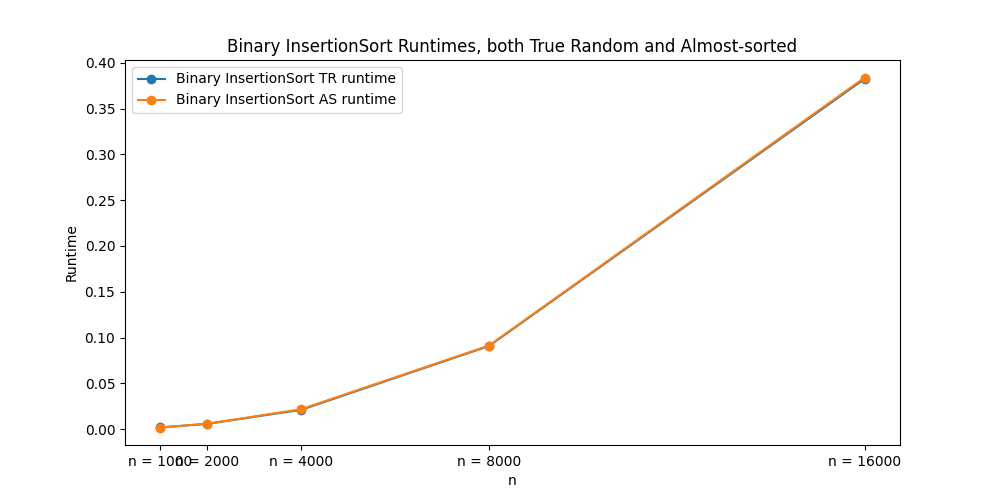 Binary InsertionSort Runtimes, both True Random and Almost-sorted
Binary InsertionSort TR runtime
Binary InsertionSort AS runtime
Runtime
0.40
0.35
0.30
0.25
0.20
0.15
0.10
0.05
0.00
n = 1000
n = 2000
n = 4000
n = 8000
n = 16000
n